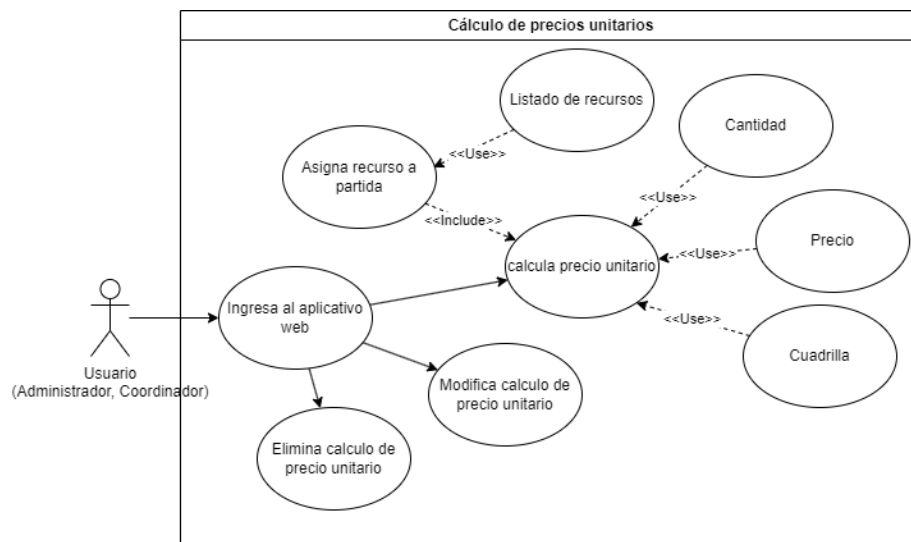 Cálculo de precios unitarios
Listado de recursos
Cantidad
<<Use>>
Asigna recurso a
partida
<<Use>>
<<Include>>
Precio
calcula precio unitario
<<Use>>
Ingresa al aplicativo
web
<<Use>>
Cuadrilla
Usuario
(Administrador, Coordinador)
Modifica calculo de
precio unitario
Elimina calculo de
precio unitario